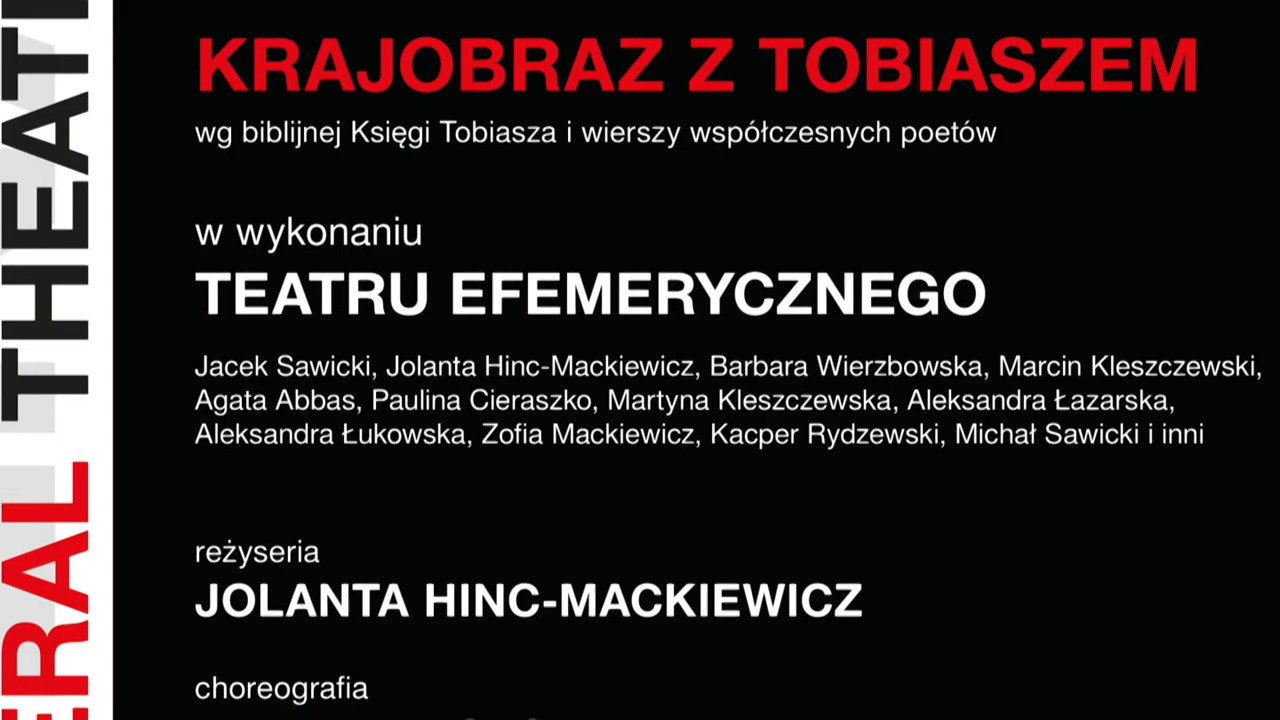 KRAJOBRAZ Z TOBIASZEM
wg biblijnej Księgi Tobiasza i wierszy współczesnych poetów
w wykonaniu
TEATRU EFEMERYCZNEGO
Jacek Sawicki, Jolanta Hinc-Mackiewicz, Barbara Wierzbowska, Marcin Kleszczewski,
Agata Abbas, Paulina Cieraszko, Martyna Kleszczewska, Aleksandra Łazarska,
Aleksandra Łukowska, Zofia Mackiewicz, Kacper Rydzewski, Michał Sawicki i inni
reżyseria
JOLANTA HINC-MACKIEWICZ
choreografia
ERAL THEAT